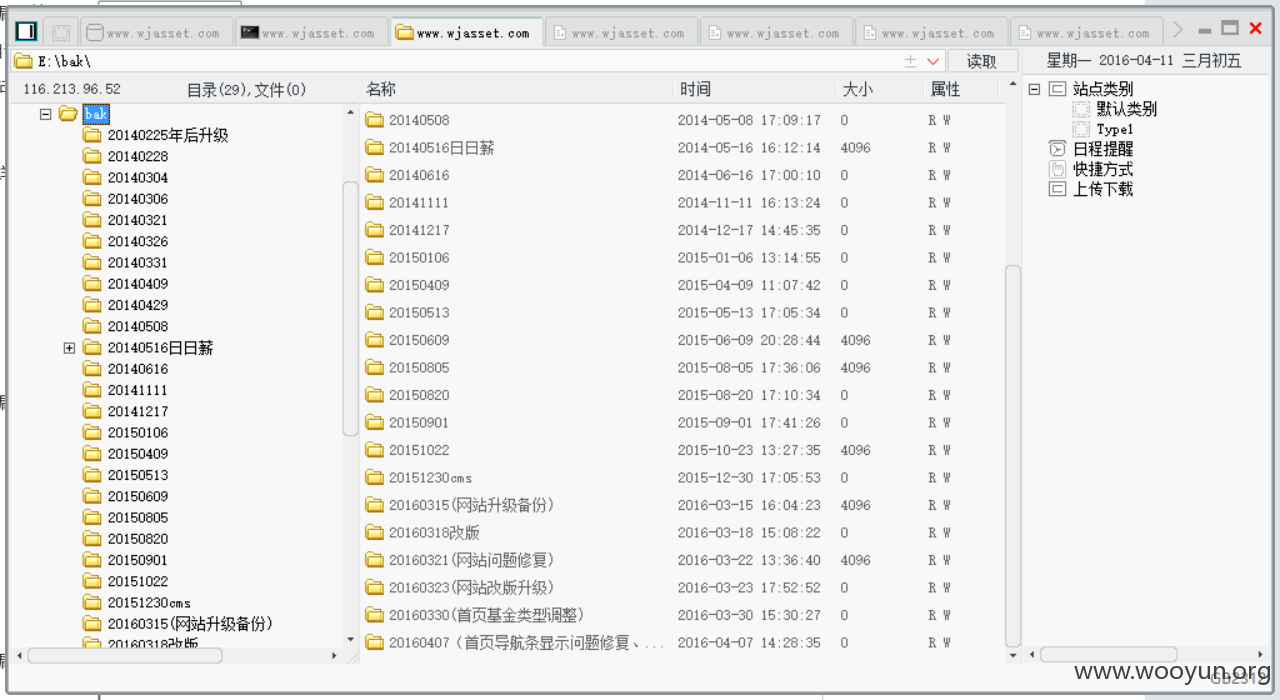 www.wjasset.com www.wjasset.com www.wjasset.com www.wjasset.com www.wjasset.com www.wjasset.com www.wjasset.com
E:\bak\ 读取 星期一 2016-04-11 三月初五
116.213.96.52 目录(29),文件(0)
bak
20140225年后升级
20140228
20140304
20140306
20140321
20140326
20140331
20140409
20140429
20140508
20140516日日薪
20140616
20141111
20141217
20150106
20150409
20150513
20150609
20150805
20150820
20150901
20151022
20151230cms
20160315(网站升级备份)
20160318改版
名称 时间 大小 属性
20140508 2014-05-08 17:09:17 0 R W
20140516日日薪 2014-05-16 16:12:14 4096 R W
20140616 2014-06-16 17:00:10 0 R W
20141111 2014-11-11 16:13:24 0 R W
20141217 2014-12-17 14:45:35 0 R W
20150106 2015-01-06 13:14:55 0 R W
20150409 2015-04-09 11:07:42 0 R W
20150513 2015-05-13 17:05:34 0 R W
20150609 2015-06-09 20:28:44 4096 R W
20150805 2015-08-05 17:36:06 4096 R W
20150820 2015-08-20 17:10:34 0 R W
20150901 2015-09-01 17:41:26 0 R W
20151022 2015-10-23 13:27:35 4096 R W
20151230cms 2015-12-30 17:05:53 0 R W
20160315(网站升级备份) 2016-03-15 16:04:23 4096 R W
20160318改版 2016-03-18 15:08:22 0 R W
20160321(网站问题修复) 2016-03-22 13:36:40 4096 R W
20160323(网站改版升级) 2016-03-23 17:52:52 0 R W
20160330(首页基金类型调整) 2016-03-30 15:30:27 0 R W
20160407（首页导航条显示问题修复、... 2016-04-07 14:28:35 0 R W
站点类别
默认类别
Type1
日程提醒
快捷方式
上传下载
www.wooyun.org
GB2312